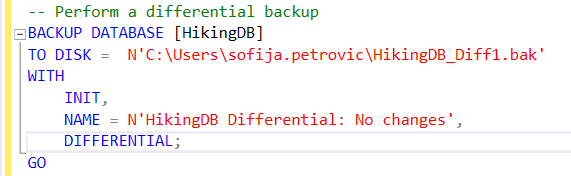 -- Perform a differential backup
BACKUP DATABASE [HikingDB]
TO DISK =  N'C:\Users\sofija.petrovic\HikingDB_Diff1.bak'
WITH
    INIT,
    NAME = N'HikingDB Differential: No changes',
    DIFFERENTIAL;
GO